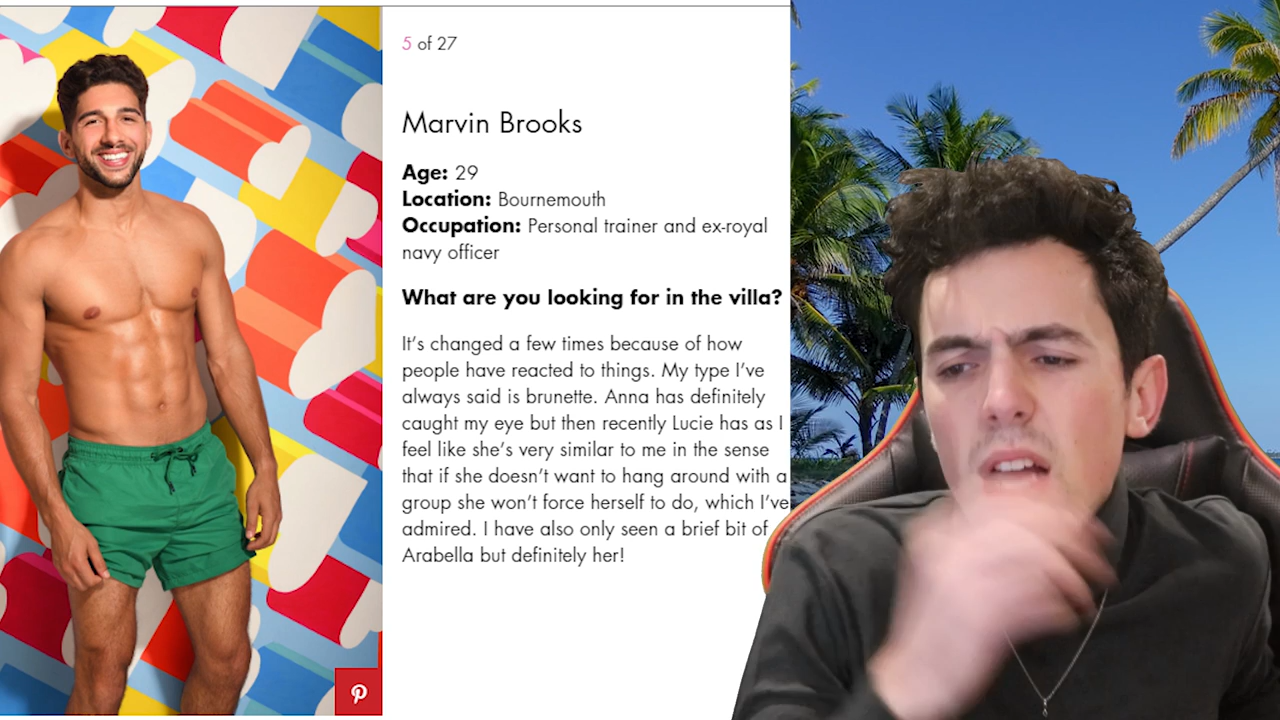 5 of 27
Marvin Brooks
Age: 29
Location: Bournemouth
Occupation: Personal trainer and ex-royal
navy officer
What are you looking for in the villa?
It's changed a few times because of how
people have reacted to things. My type I've
always said is brunette. Anna has definitely
caught my eye but then recently Lucie has as I
feel like she's very similar to me in the sense
that if she doesn't want to hang around with a
group she won't force herself to do, which I've
admired. I have also only seen a brief bit of
Arabella but definitely her!